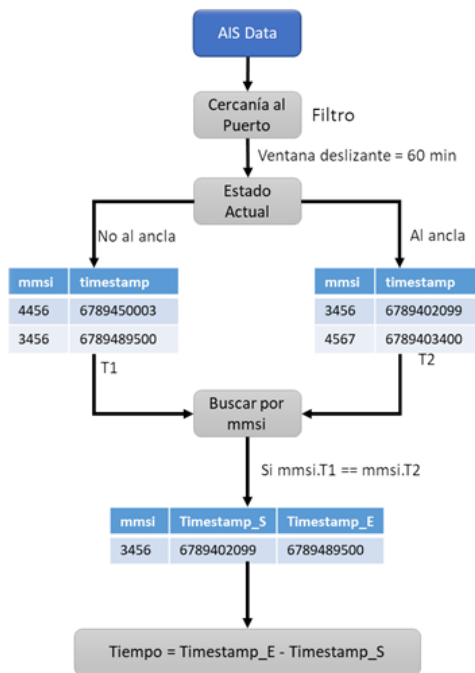 AIS Data
Cercanía al
Puerto
Filtro
Ventana deslizante = 60 min
Estado
Actual
No al ancla
Al ancla
mmsi timestamp
4456 6789450003
3456 6789489500
T1
mmsi timestamp
3456 6789402099
4567 6789403400
T2
Buscar por
mmsi
Si mmsi.T1 == mmsi.T2
mmsi Timestamp_S Timestamp_E
3456 6789402099 6789489500
Tiempo = Timestamp_E - Timestamp_S